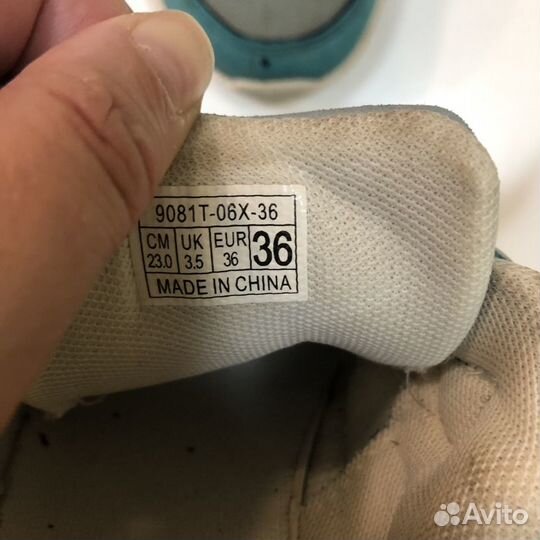 9081T-06X-36
CM UK EUR 36
23.0 3.5 36
MADE IN CHINA
Avito